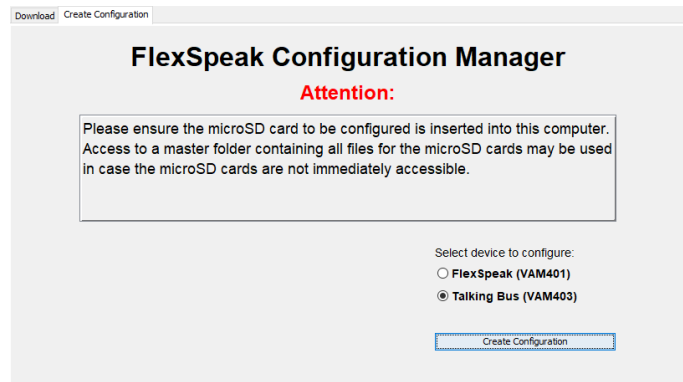 Download Create Configuration
FlexSpeak Configuration Manager
Attention:
Please ensure the microSD card to be configured is inserted into this computer.
Access to a master folder containing all files for the microSD cards may be used
in case the microSD cards are not immediately accessible.
Select device to configure:
FlexSpeak (VAM401)
Talking Bus (VAM403)
Create Configuration